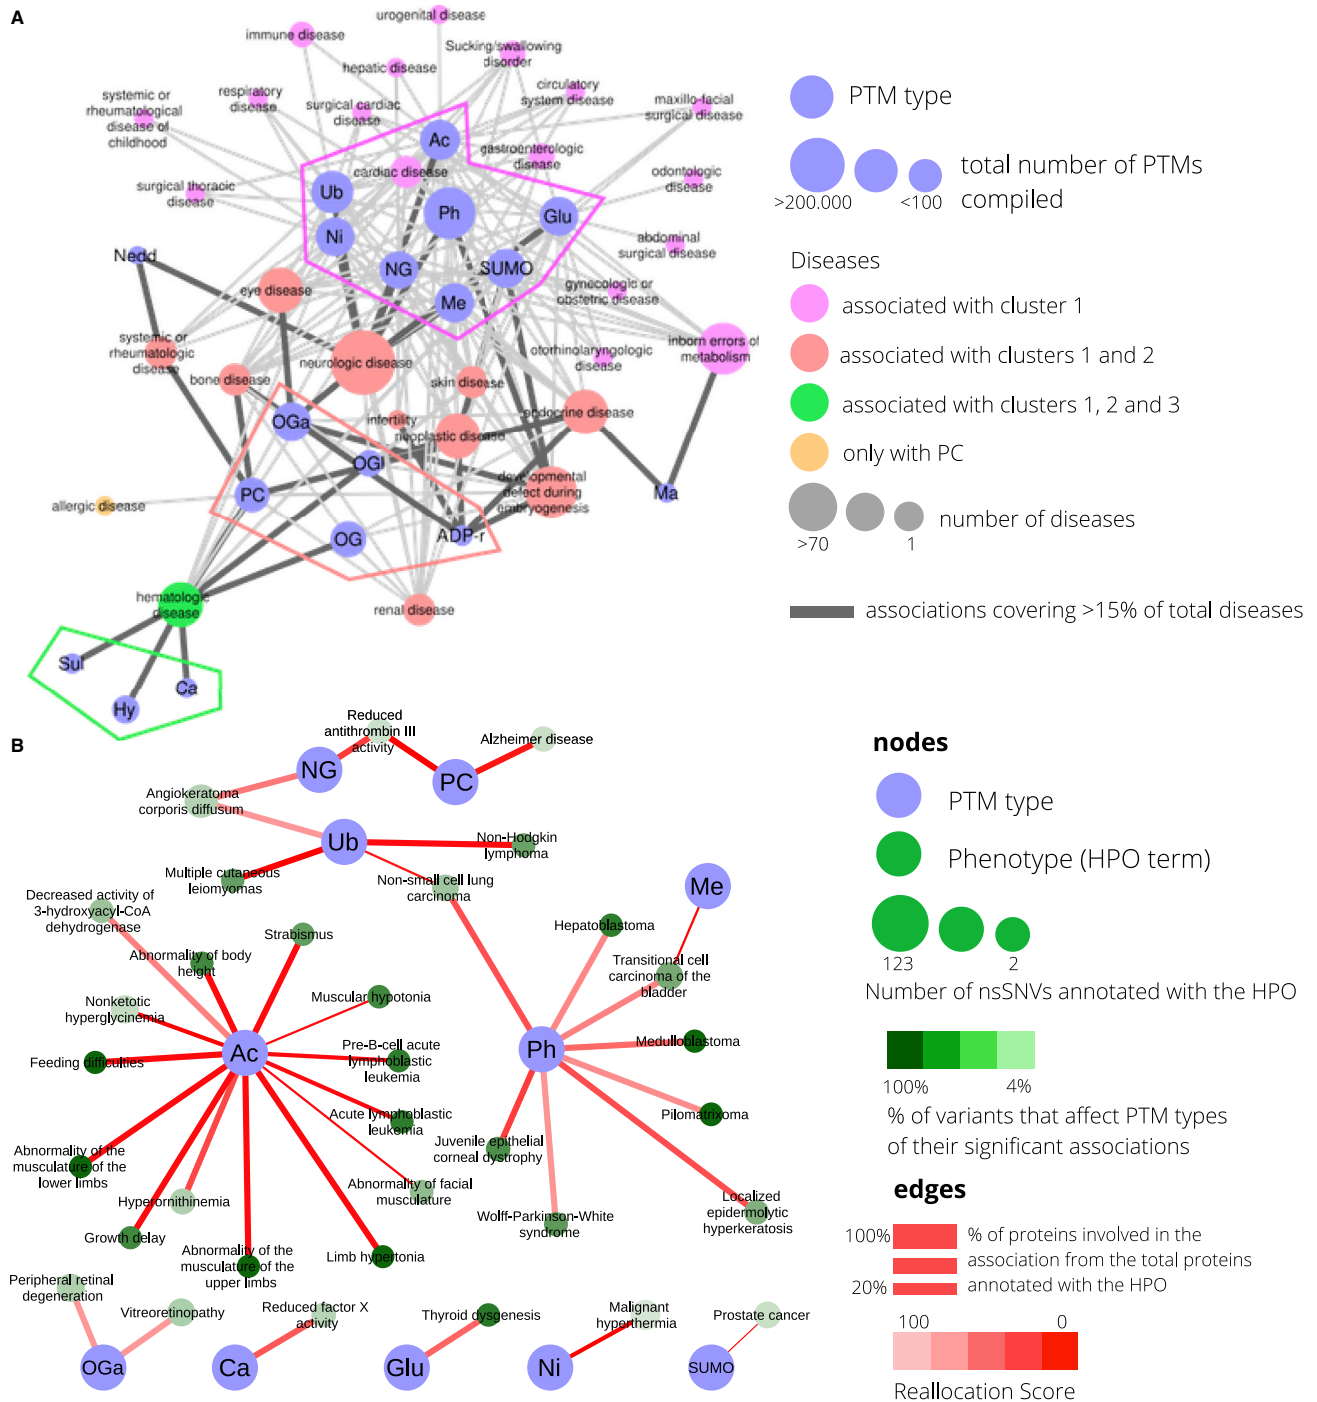 A
urogenital disease
immune disease
Sucking/swallowing
disorder
hepatic disease
circulatory
system disease
respiratory
disease
surgical cardiac
disease
systemic or
rheumatological
disease of
childhood
maxillo-facial
surgical disease
Ac
gastroenterologic
disease
cardiac disease
odontologic
disease
surgical thoracic
disease
Ub
Ph
Glu
Ni
abdominal
surgical disease
Nedd
NG
SUMO
gynecologic or
obstetric disease
eye disease
Me
systemic or
rheumatologic
disease
neurologic disease
otorhinolaryngologic
disease
inborn errors of
metabolism
bone disease
skin disease
OGa
infertility
neoplastic disease
endocrine disease
OGl
developmental
defect during
embryogenesis
PC
Ma
allergic disease
OG
ADP-r
hematologic
disease
renal disease
Sul
Ca
Hy
PTM type
total number of PTMs
compiled
>200.000
<100
Diseases
associated with cluster 1
associated with clusters 1 and 2
associated with clusters 1, 2 and 3
only with PC
number of diseases
>70
1
associations covering >15% of total diseases
B
Reduced
antithrombin III
activity
Alzheimer disease
NG
PC
Angiokeratoma
corporis diffusum
Ub
Non-Hodgkin
lymphoma
Multiple cutaneous
leiomyomas
Non-small cell lung
carcinoma
Me
Decreased activity of
3-hydroxyacyl-CoA
dehydrogenase
Strabismus
Hepatoblastoma
Abnormality of body
height
Transitional cell
carcinoma of the
bladder
Nonketotic
hyperglycinemia
Muscular hypotonia
Medulloblastoma
Feeding difficulties
Ac
Pre-B-cell acute
lymphoblastic
leukemia
Ph
Acute lymphoblastic
leukemia
Pilomatrixoma
Abnormality of the
musculature of the
lower limbs
Juvenile epithelial
corneal dystrophy
Hyperornithinemia
Abnormality of facial
musculature
Localized
epidermolytic
hyperkeratosis
Growth delay
Wolff-Parkinson-White
syndrome
Abnormality of the
musculature of the
upper limbs
Limb hypertonia
Peripheral retinal
degeneration
Vitreoretinopathy
Reduced factor X
activity
Thyroid dysgenesis
Malignant
hyperthermia
Prostate cancer
OGa
Ca
Glu
Ni
SUMO
nodes
PTM type
Phenotype (HPO term)
123
2
Number of nsSNVs annotated with the HPO
100%
4%
% of variants that affect PTM types
of their significant associations
edges
100%
20%
% of proteins involved in the
association from the total proteins
annotated with the HPO
100
0
Reallocation Score